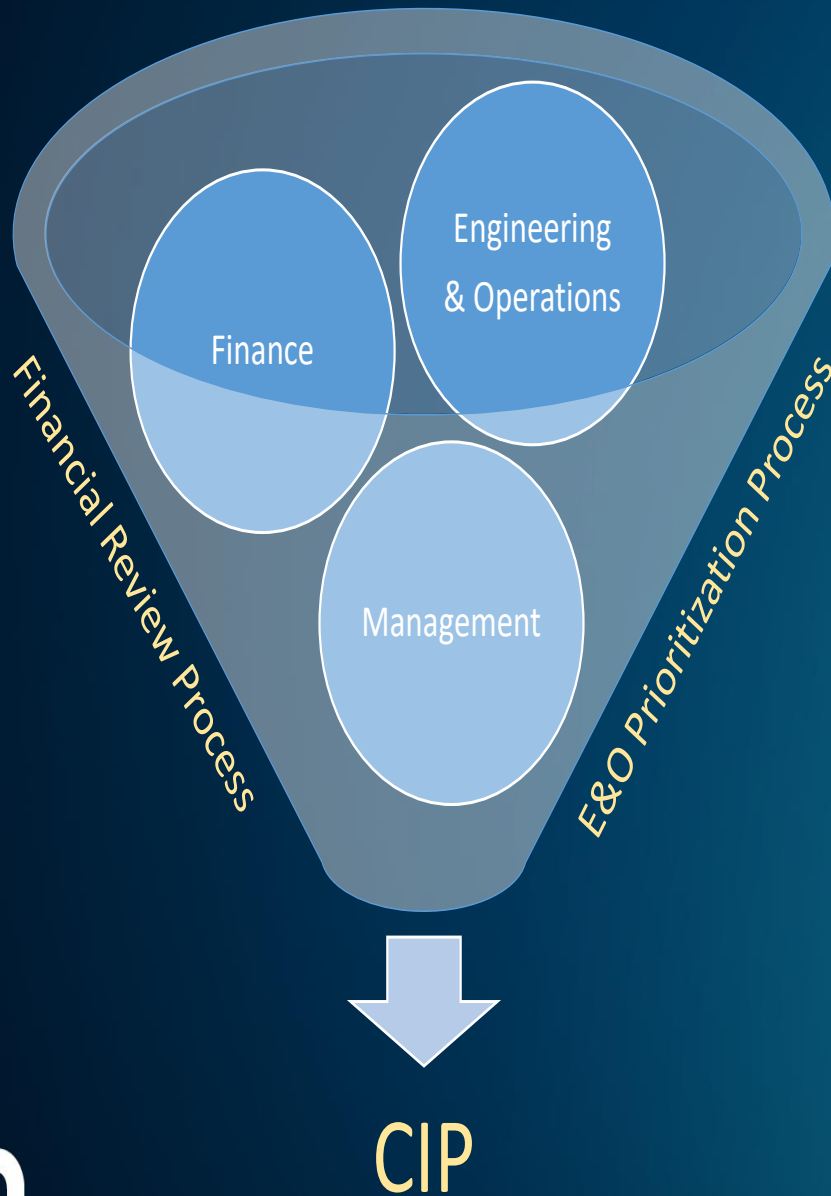 Engineering
& Operations
Finance
Management
Financial Review Process
E&O Prioritization Process
CIP